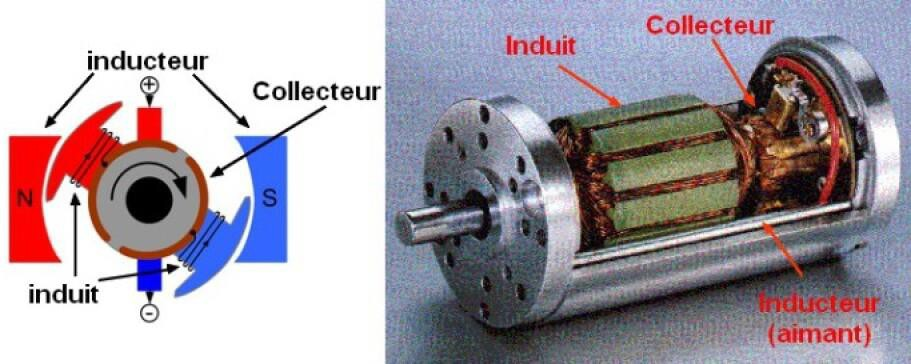 inducteur
+
Collecteur
N
S
induit
-
Induit
Collecteur
Inducteur
(aimant)